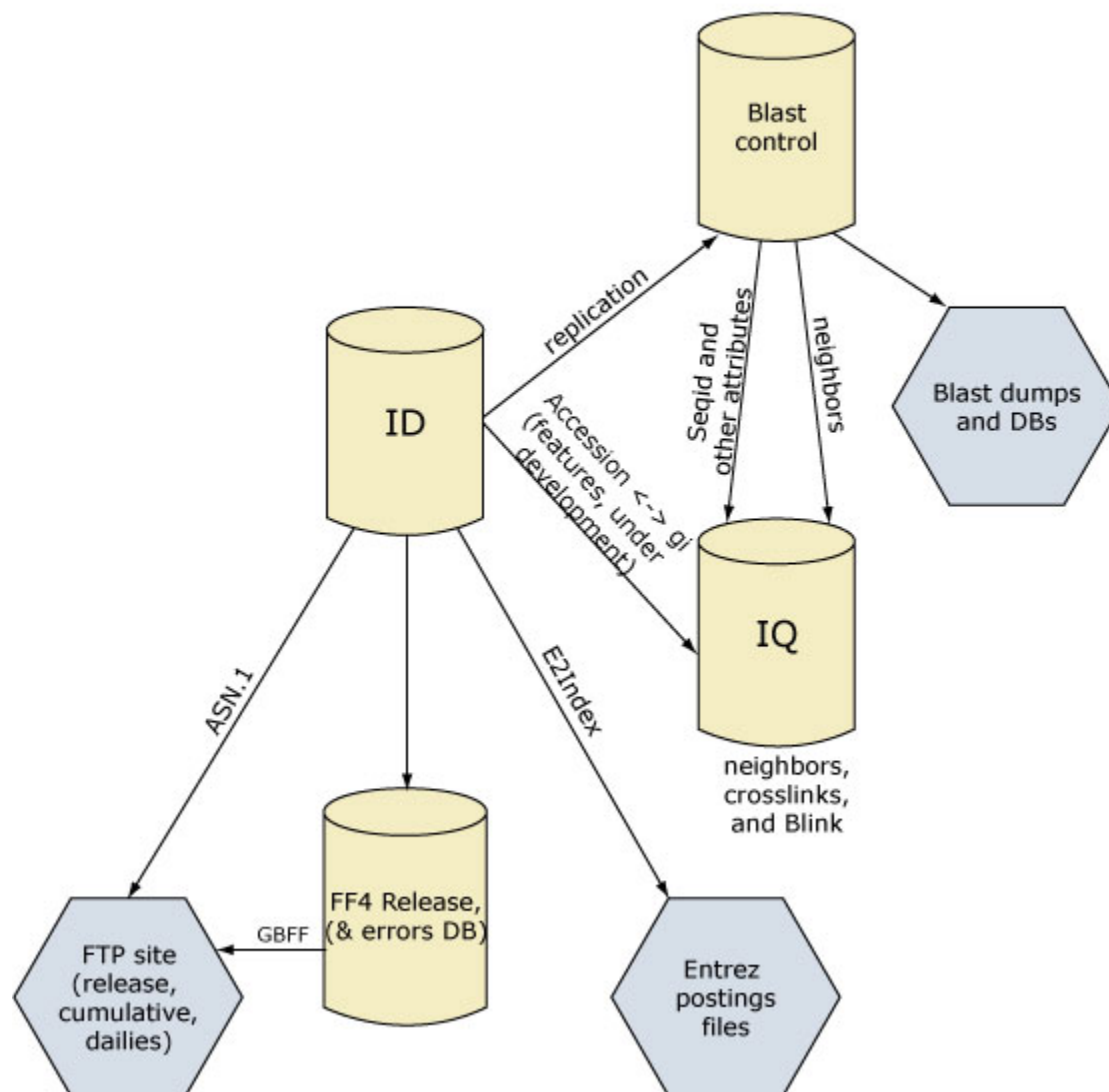 Blast
control
replication
Seqid and
other attributes
neighbors
Blast dumps
and DBs
ID
Accession <-> gi
(features, under
development)
IQ
neighbors,
crosslinks,
and Blink
ASN.1
E2Index
FF4 Release,
(& errors DB)
GBFF
FTP site
(release,
cumulative,
dailies)
Entrez
postings
files